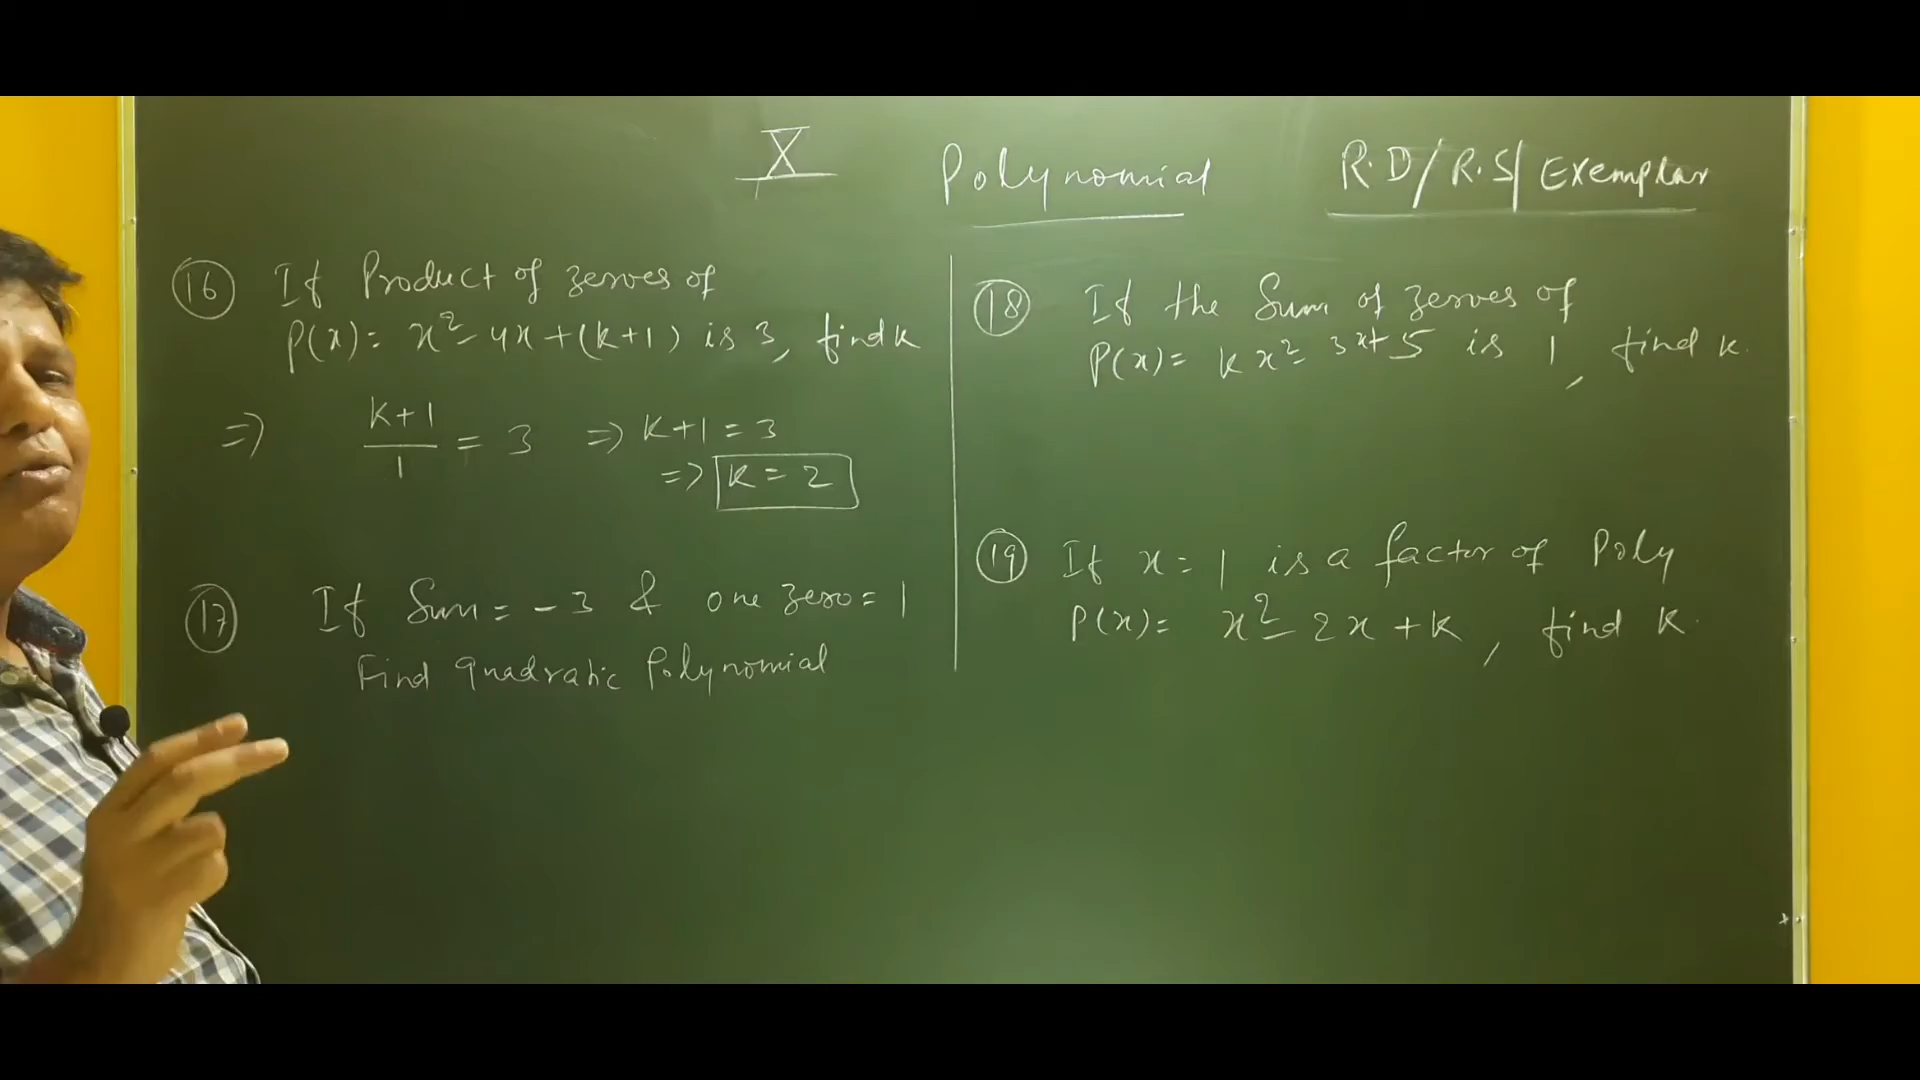 X Polynomial R.D/R.S/Exemplar
16 If Product of zeroes of
P(x) = x² - 4x + (k+1) is 3, find k
=> k+1/1 = 3 => k+1 = 3
=> k = 2
17 If Sum = -3 & one zero = 1
Find quadratic Polynomial
18 If the Sum of zeroes of
P(x) = kx² - 3x + 5 is 1, find k.
19 If x = 1 is a factor of Poly
P(x) = x² - 2x + k, find k.